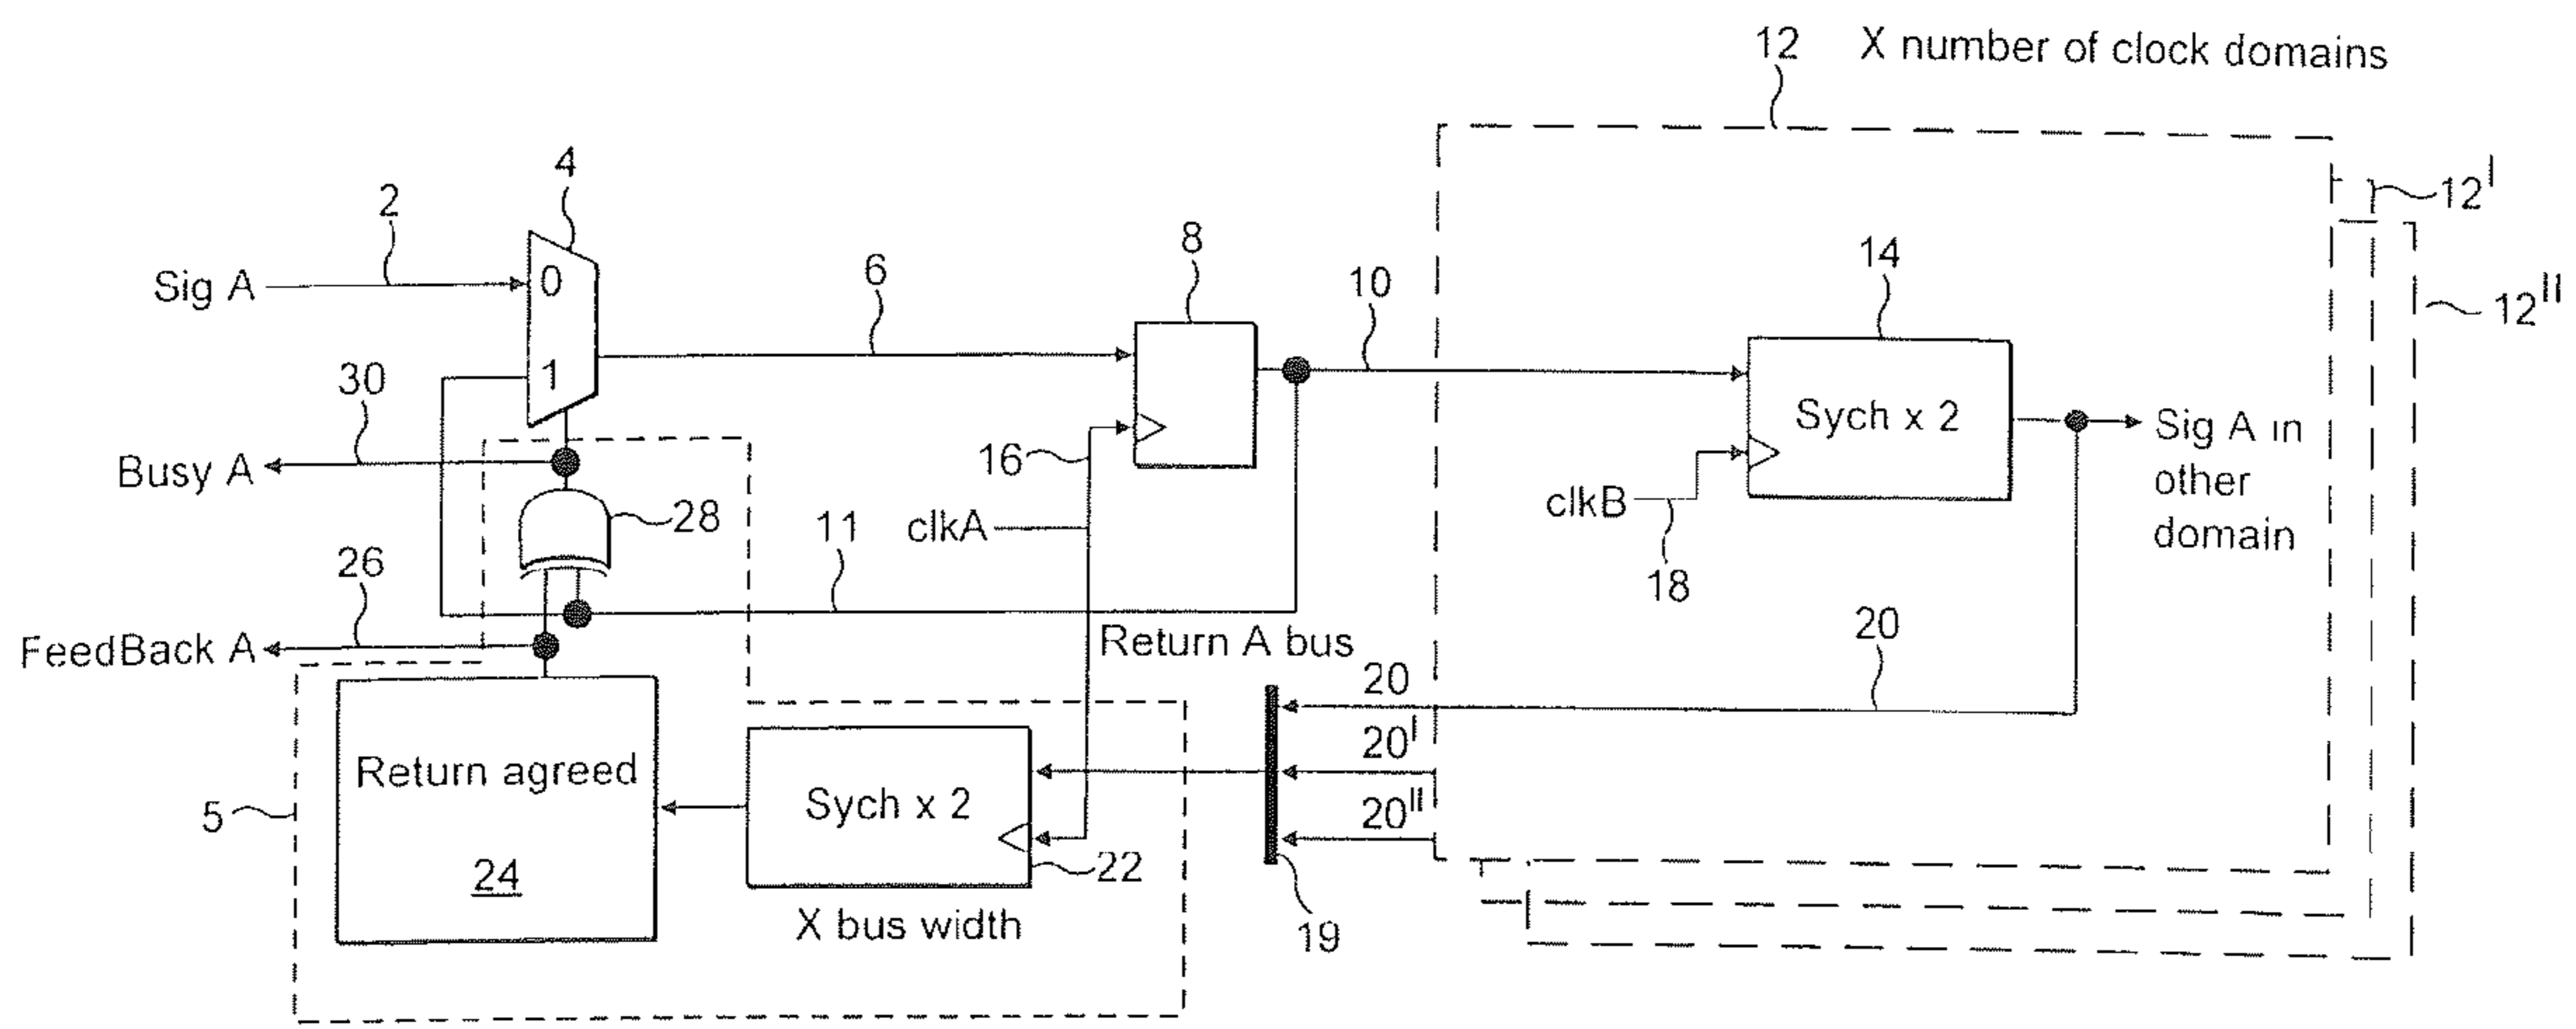 12 X number of clock domains
4
2
12I
8
Sig A
0
6
10
14
12II
1
30
Sych x 2
Sig A in
other
domain
Busy A
16
28
clkA
11
clkB
26
18
FeedBack A
Return A bus
20
20
20I
Return agreed
5
Sych x 2
20II
24
22
X bus width
19